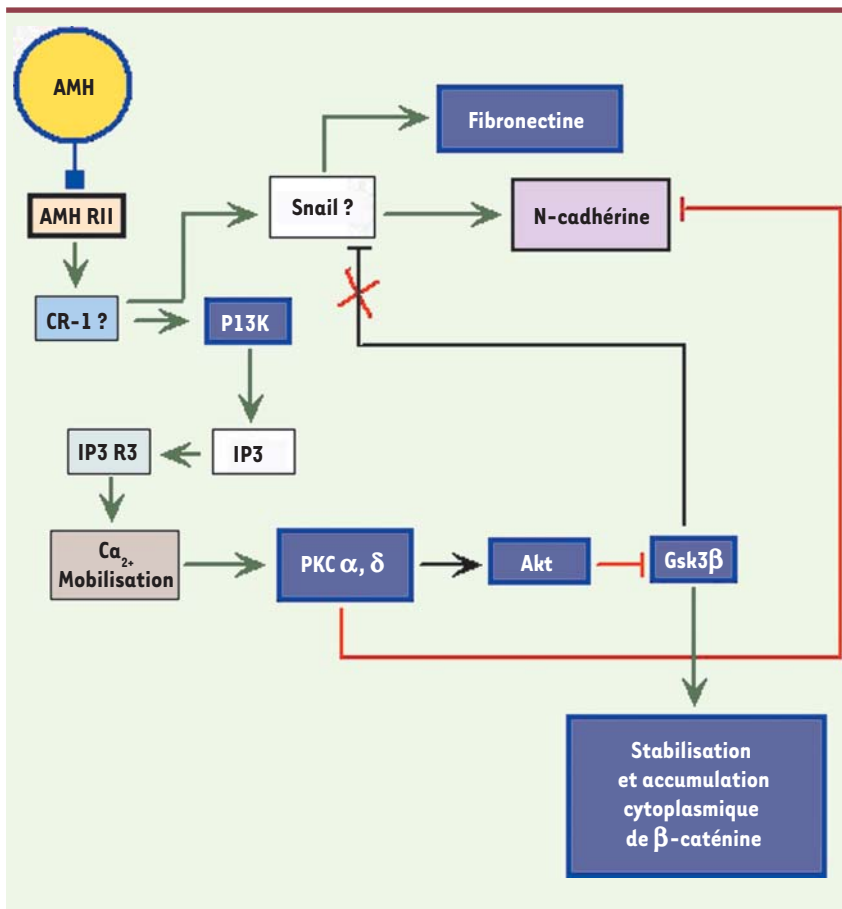 AMH
Fibronectine
AMH RII
Snail ?
N-cadhérine
CR-1 ?
P13K
IP3 R3
IP3
Ca2+
Mobilisation
PKC α, δ
Akt
Gsk3β
Stabilisation
et accumulation
cytoplasmique
de β-caténine